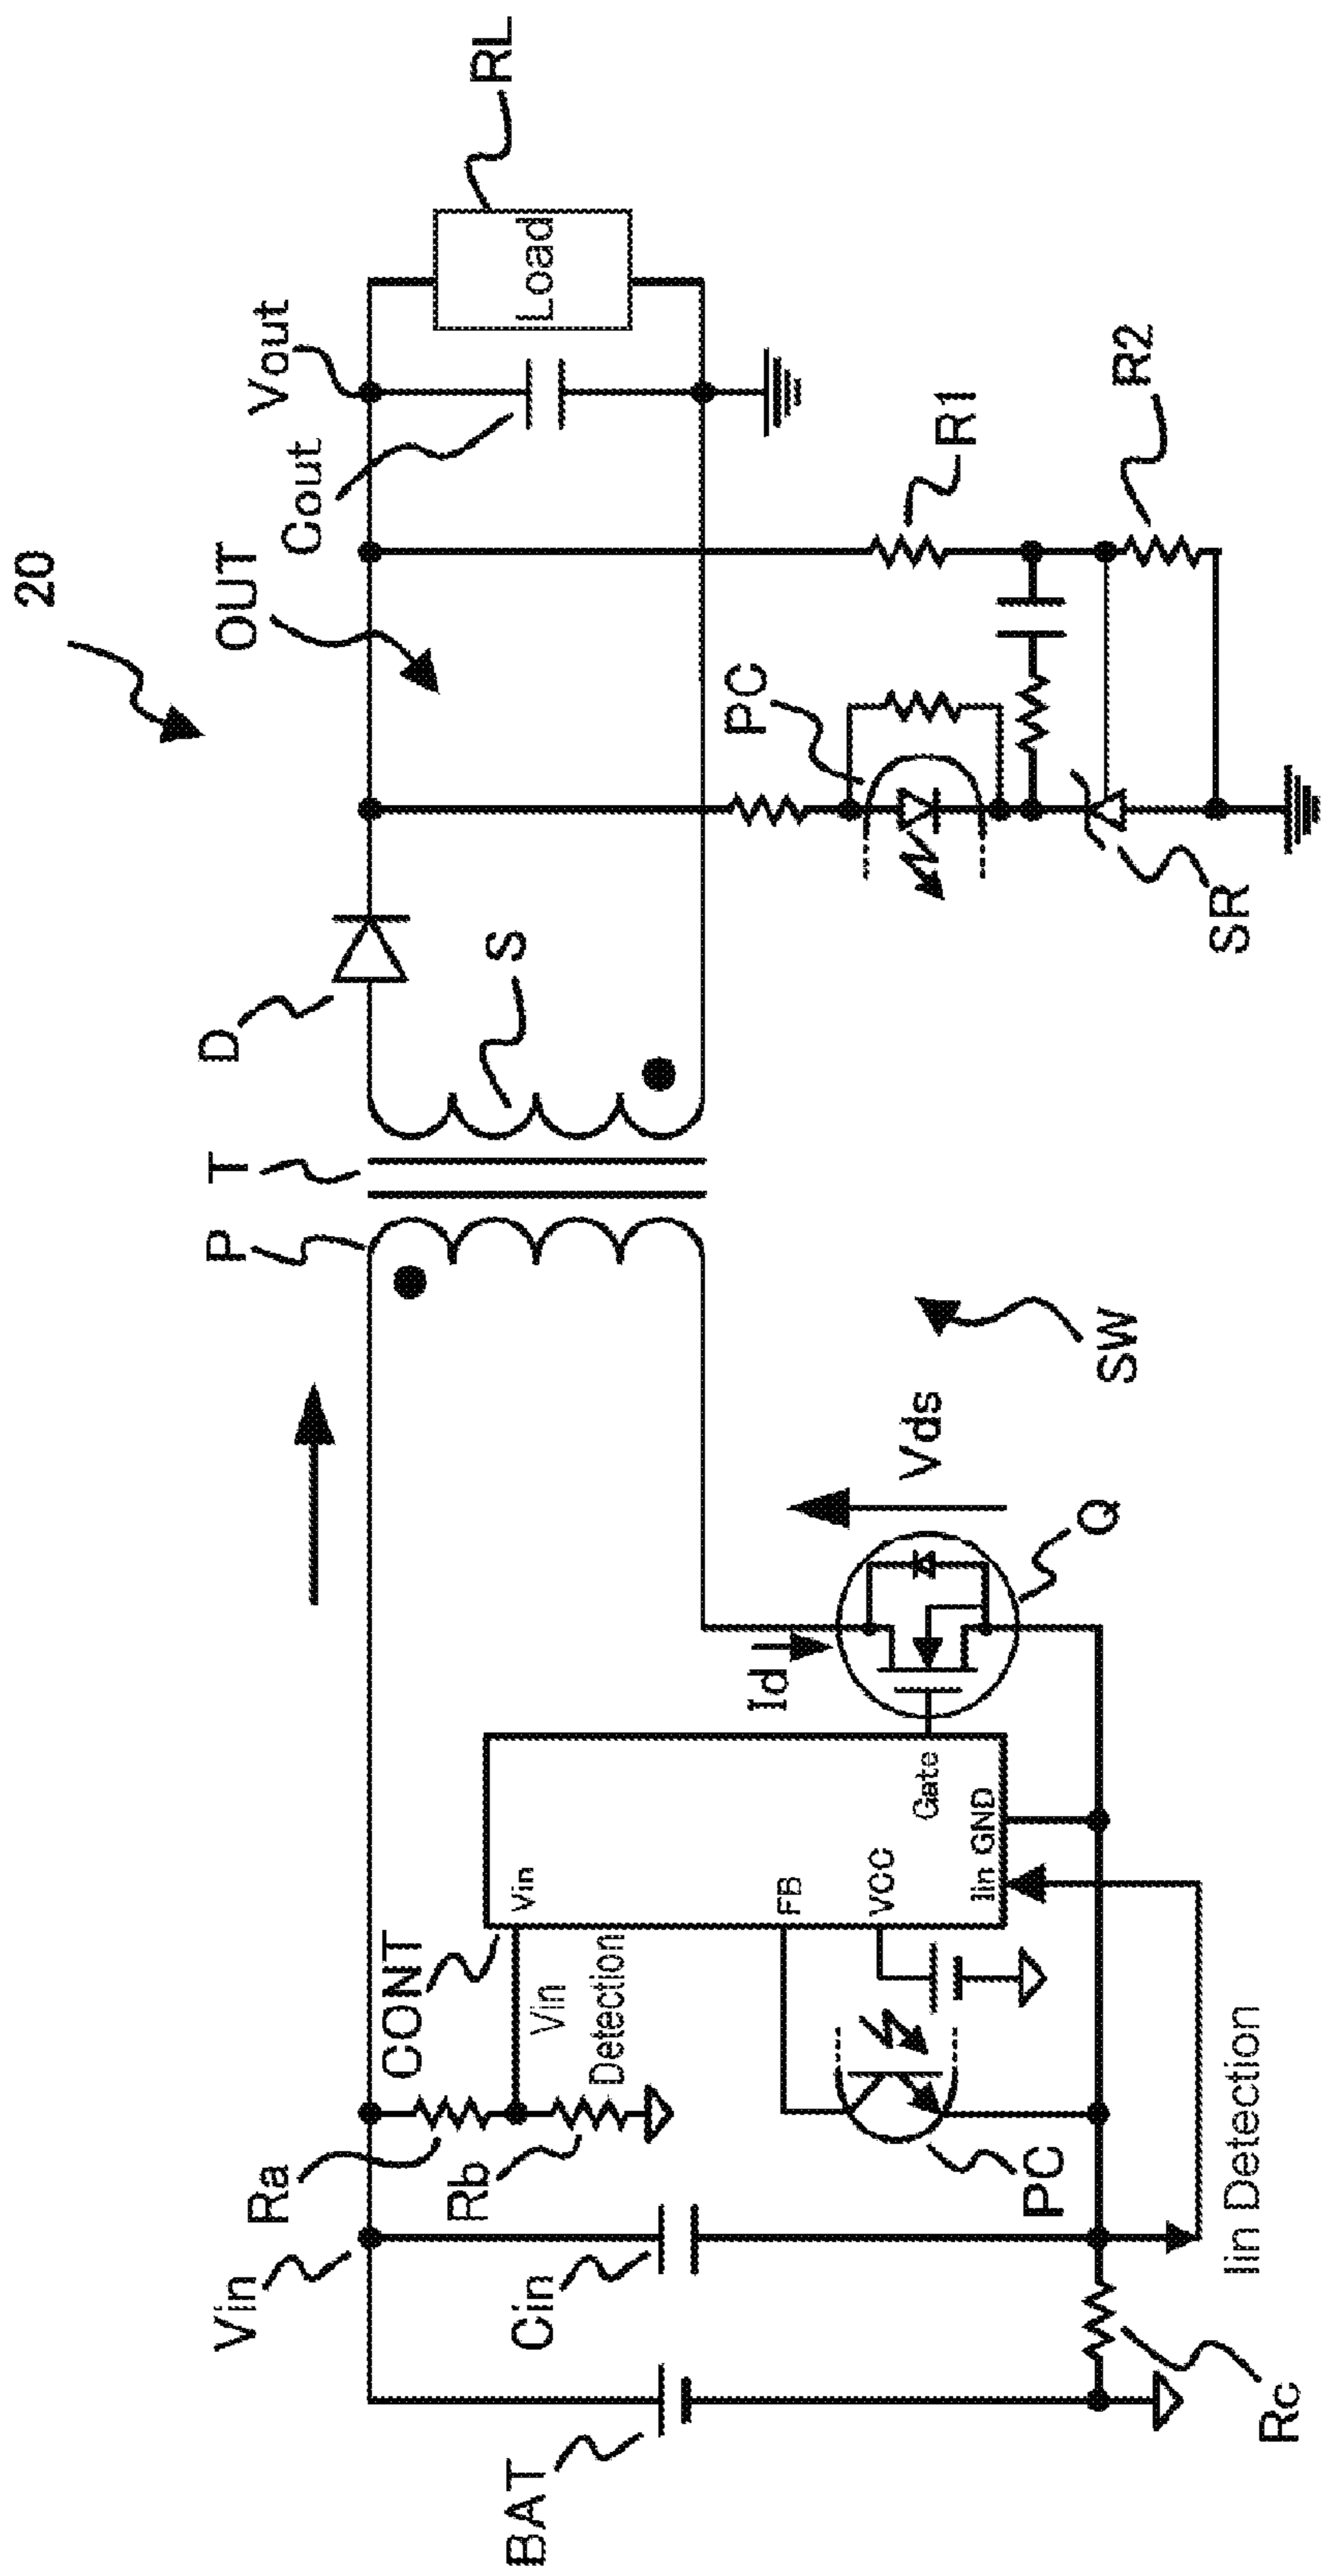 20
OUT
Vout
Cout
RL
Load
D
S
T
P
PC
R1
R2
SR
SW
Vds
Id
Q
Vin
Ra
CONT
Vin
Rb
Vin
Detection
FB
VCC
Gate
Iin GND
Cin
BAT
PC
Iin Detection
Rc